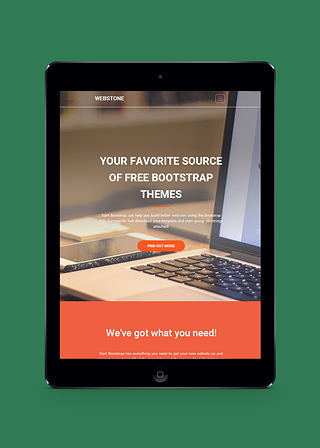 WEBSTONE
YOUR FAVORITE SOURCE
OF FREE BOOTSTRAP
THEMES
Start Bootstrap can help you build better websites using the Bootstrap
CSS framework! Just download your template and start going, no strings
attached!
FIND OUT MORE
We've got what you need!
Start Bootstrap has everything you need to get your new website up and